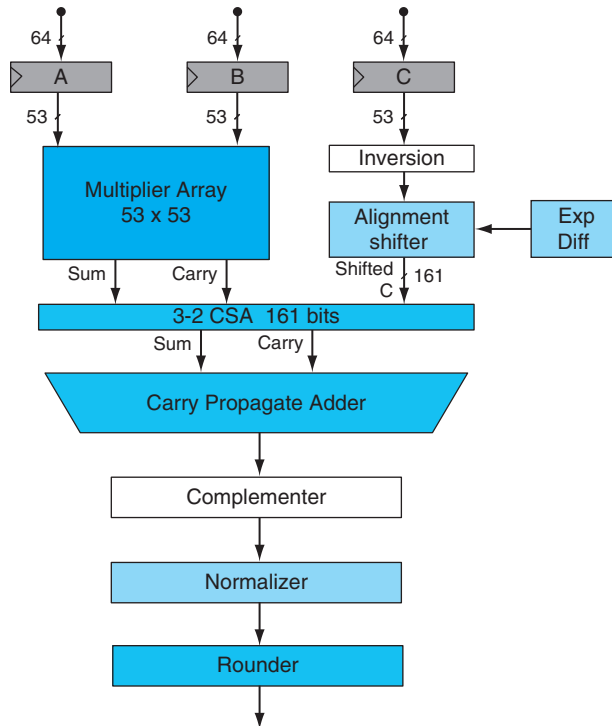 64
64
64
A
B
C
53
53
53
Inversion
Multiplier Array
53 x 53
Alignment
shifter
Exp
Diff
Sum
Carry
Shifted
C
161
3-2 CSA 161 bits
Sum
Carry
Carry Propagate Adder
Complementer
Normalizer
Rounder